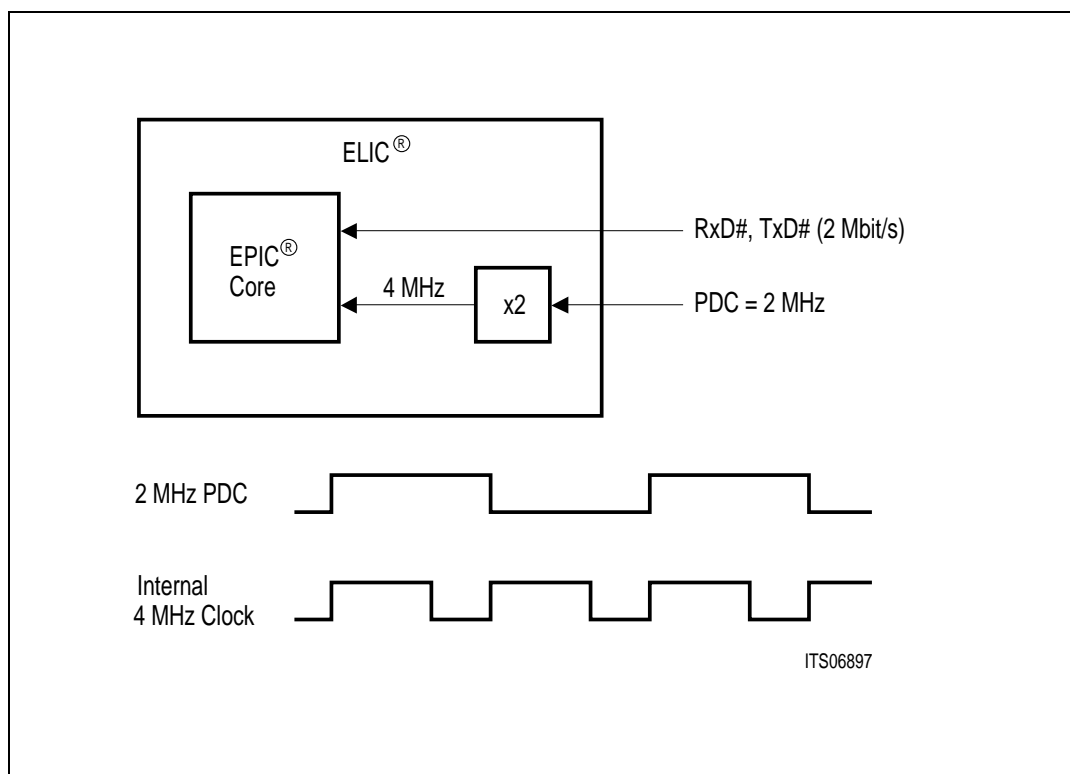 ELIC®
EPIC®
Core
4 MHz
x2
RxD#, TxD# (2 Mbit/s)
PDC = 2 MHz
2 MHz PDC
Internal
4 MHz Clock
ITS06897